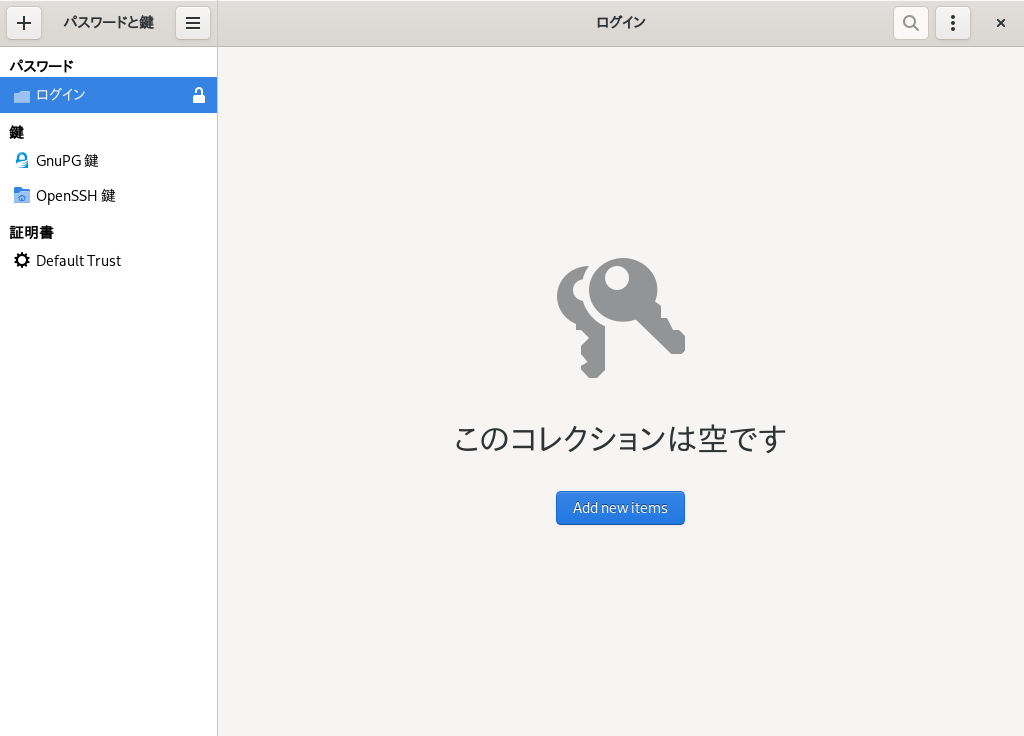 パスワードと鍵
ログイン
パスワード
ログイン
鍵
GnuPG 鍵
OpenSSH 鍵
証明書
Default Trust
このコレクションは空です
Add new items